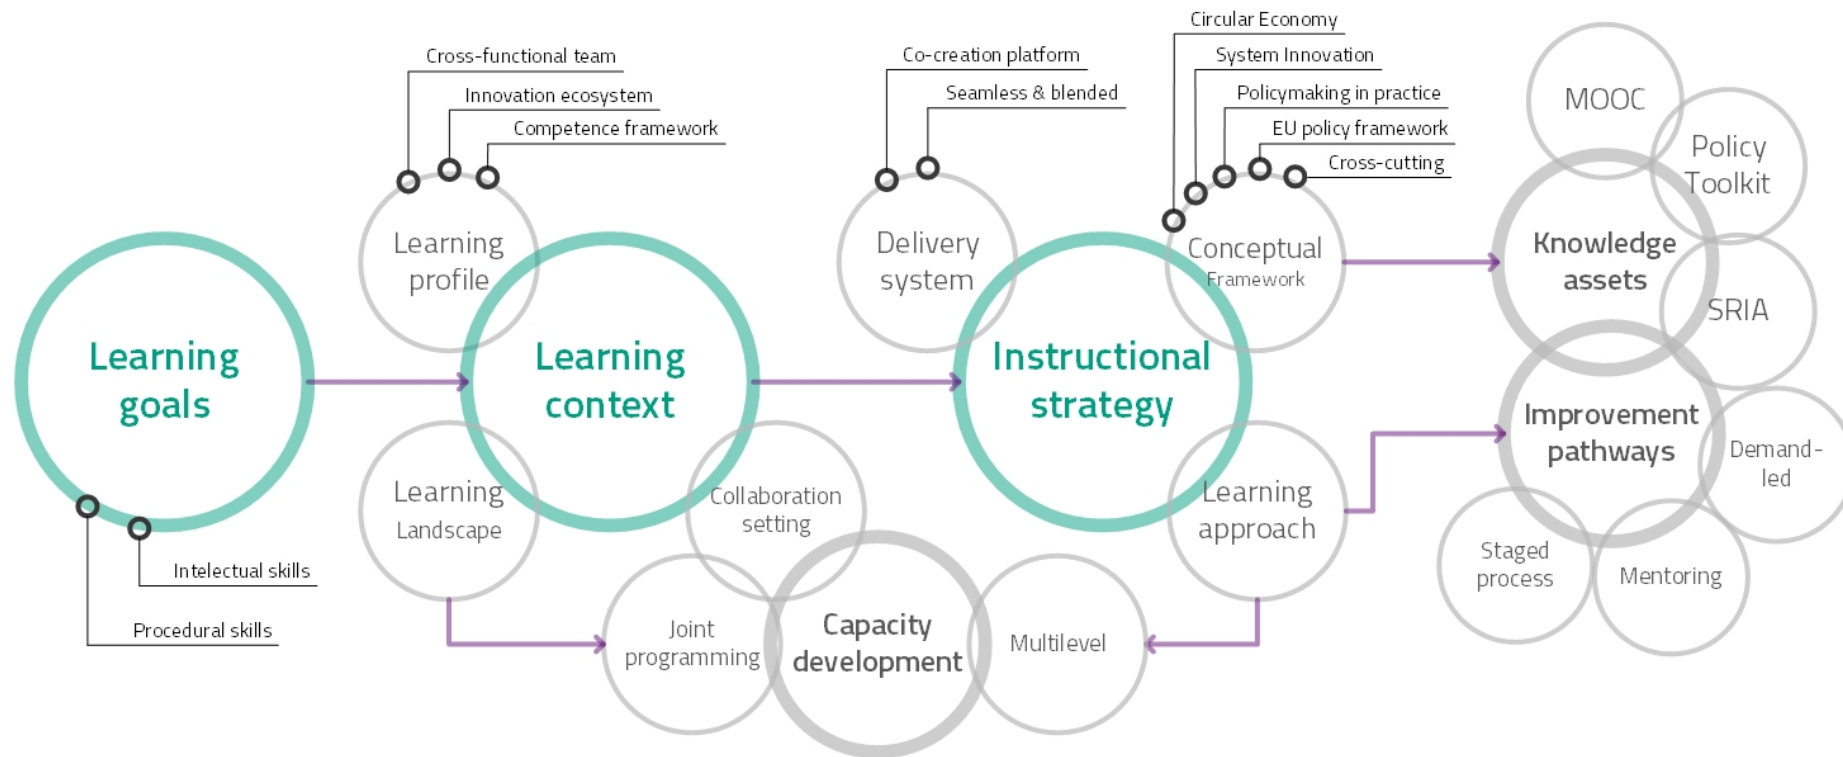 Circular Economy
Cross-functional team
Co-creation platform
System Innovation
Innovation ecosystem
Seamless & blended
Policymaking in practice
Competence framework
EU policy framework
Cross-cutting
MOOC
Policy
Toolkit
Learning
profile
Delivery
system
Conceptual
Framework
Knowledge
assets
SRIA
Learning
goals
Learning
context
Instructional
strategy
Improvement
pathways
Demand-
led
Learning
Landscape
Collaboration
setting
Learning
approach
Staged
process
Mentoring
Intelectual skills
Procedural skills
Joint
programming
Capacity
development
Multilevel